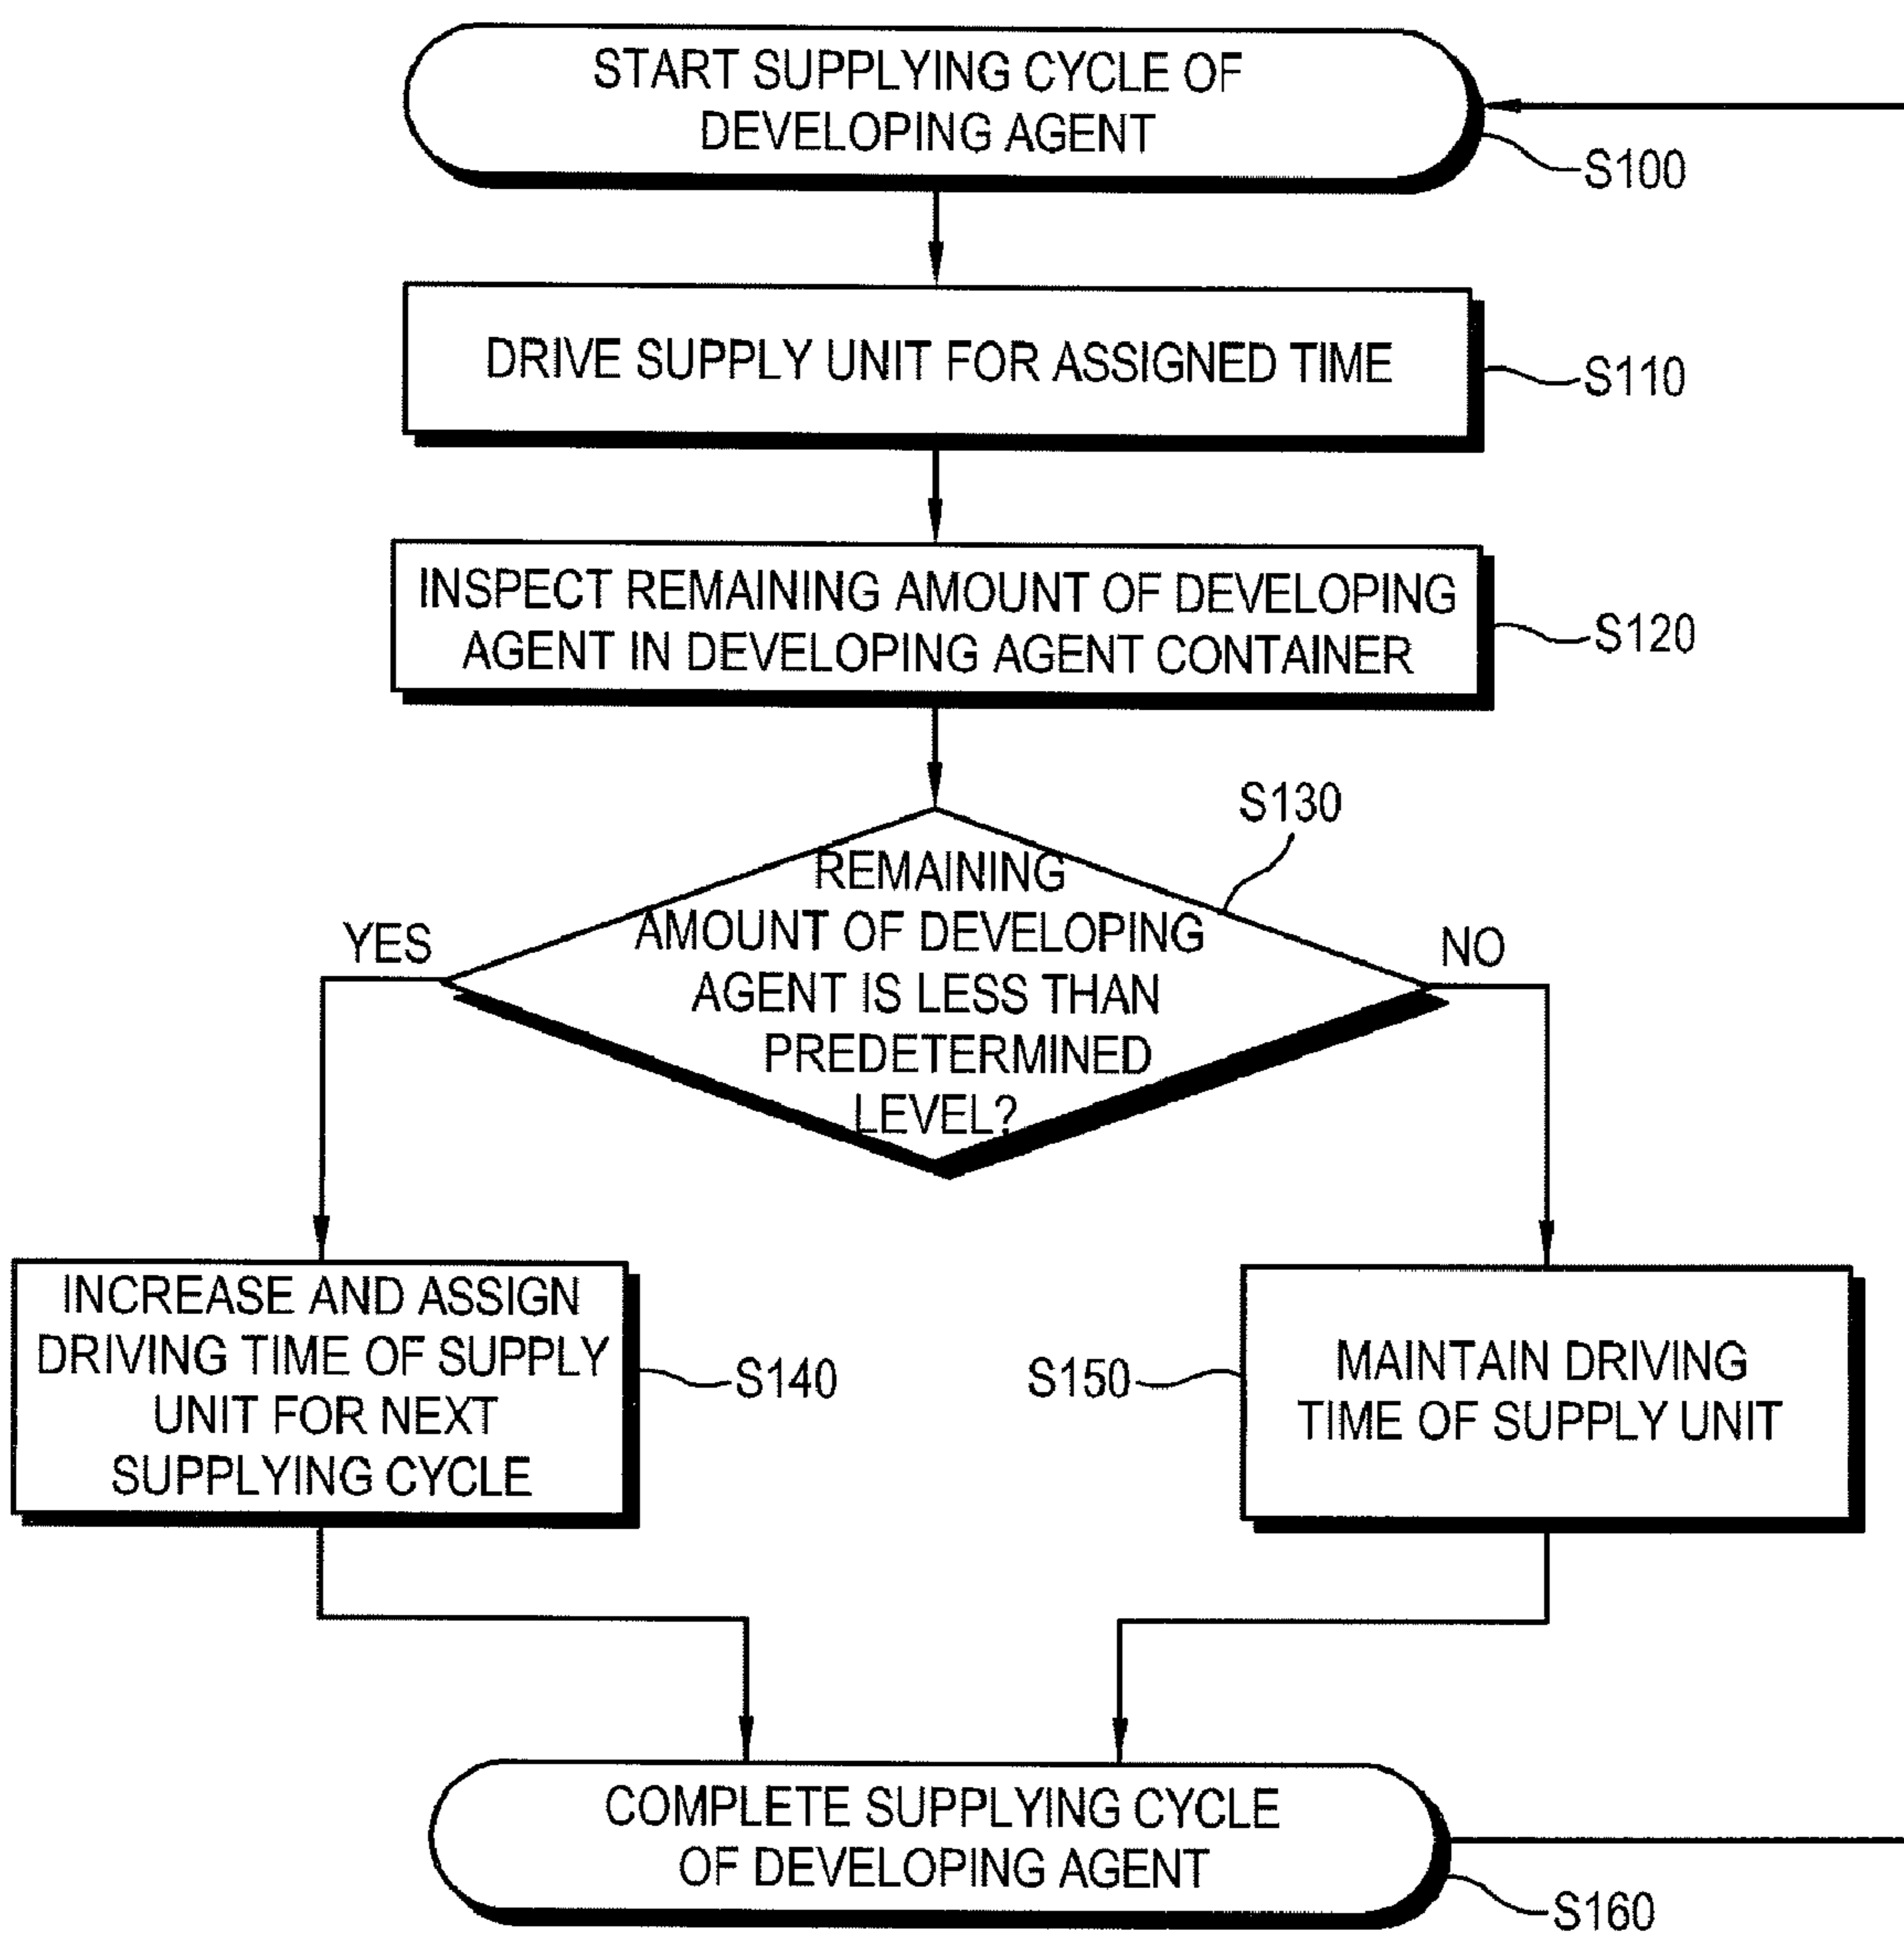 START SUPPLYING CYCLE OF
DEVELOPING AGENT
S100
DRIVE SUPPLY UNIT FOR ASSIGNED TIME
S110
INSPECT REMAINING AMOUNT OF DEVELOPING
AGENT IN DEVELOPING AGENT CONTAINER
S120
S130
REMAINING
AMOUNT OF DEVELOPING
AGENT IS LESS THAN
PREDETERMINED
LEVEL?
YES
NO
INCREASE AND ASSIGN
DRIVING TIME OF SUPPLY
UNIT FOR NEXT
SUPPLYING CYCLE
S140
S150
MAINTAIN DRIVING
TIME OF SUPPLY UNIT
COMPLETE SUPPLYING CYCLE
OF DEVELOPING AGENT
S160